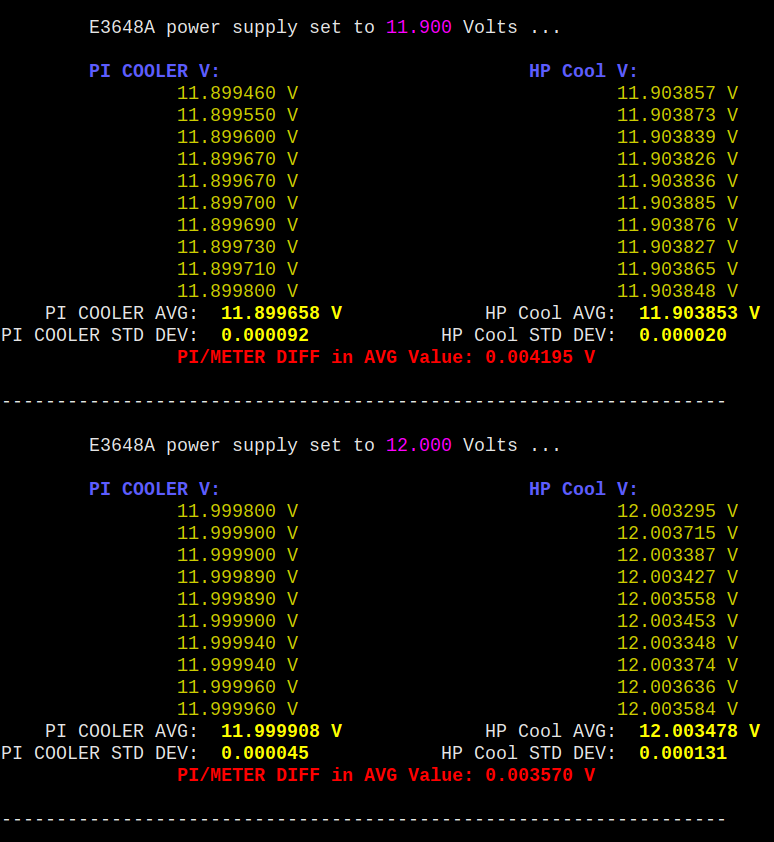 E3648A power supply set to 11.900 Volts ...
PI COOLER V: HP Cool V:
11.899460 V 11.903857 V
11.899550 V 11.903873 V
11.899600 V 11.903839 V
11.899670 V 11.903826 V
11.899670 V 11.903836 V
11.899700 V 11.903885 V
11.899690 V 11.903876 V
11.899730 V 11.903827 V
11.899710 V 11.903865 V
11.899800 V 11.903848 V
PI COOLER AVG: 11.899658 V HP Cool AVG: 11.903853 V
PI COOLER STD DEV: 0.000092 HP Cool STD DEV: 0.000020
PI/METER DIFF in AVG Value: 0.004195 V
------------------------------------------------------------------
E3648A power supply set to 12.000 Volts ...
PI COOLER V: HP Cool V:
11.999800 V 12.003295 V
11.999900 V 12.003715 V
11.999900 V 12.003387 V
11.999890 V 12.003427 V
11.999890 V 12.003558 V
11.999900 V 12.003453 V
11.999940 V 12.003348 V
11.999940 V 12.003374 V
11.999960 V 12.003636 V
11.999960 V 12.003584 V
PI COOLER AVG: 11.999908 V HP Cool AVG: 12.003478 V
PI COOLER STD DEV: 0.000045 HP Cool STD DEV: 0.000131
PI/METER DIFF in AVG Value: 0.003570 V
------------------------------------------------------------------